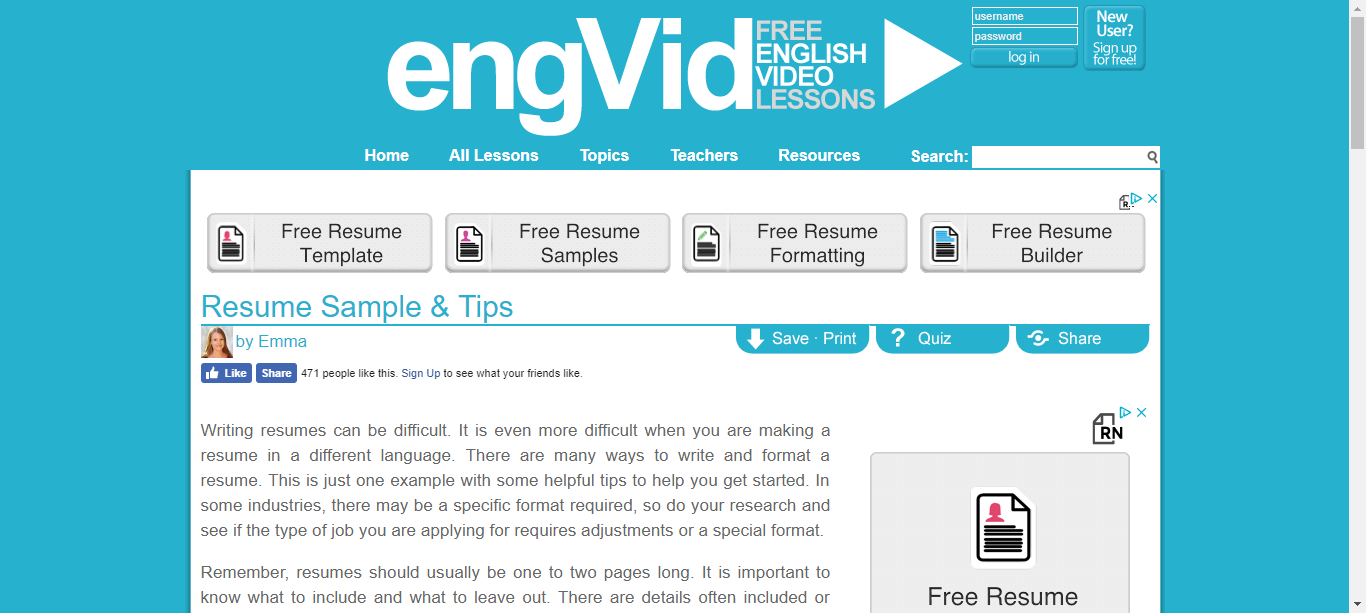 engVid
FREE
ENGLISH
VIDEO
LESSONS
username
password
log in
New
User?
Sign up
for free!
Home
All Lessons
Topics
Teachers
Resources
Search:
Free Resume
Template
Free Resume
Samples
Free Resume
Formatting
Free Resume
Builder
Resume Sample & Tips
by Emma
Save · Print
Quiz
Share
Like
Share
471 people like this. Sign Up to see what your friends like.
Writing resumes can be difficult. It is even more difficult when you are making a
resume in a different language. There are many ways to write and format a
resume. This is just one example with some helpful tips to help you get started. In
some industries, there may be a specific format required, so do your research and
see if the type of job you are applying for requires adjustments or a special format.
Remember, resumes should usually be one to two pages long. It is important to
know what to include and what to leave out. There are details often included or
RN
Free Resume